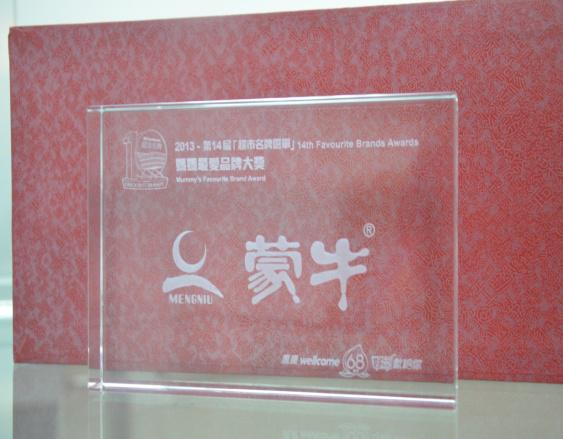 2013 - 第14屆「超市名牌選舉」14th Favourite Brands Awards
媽媽最愛品牌大獎
Mummy's Favourite Brand Award
蒙牛®
MENGNIU
惠康 wellcome 68